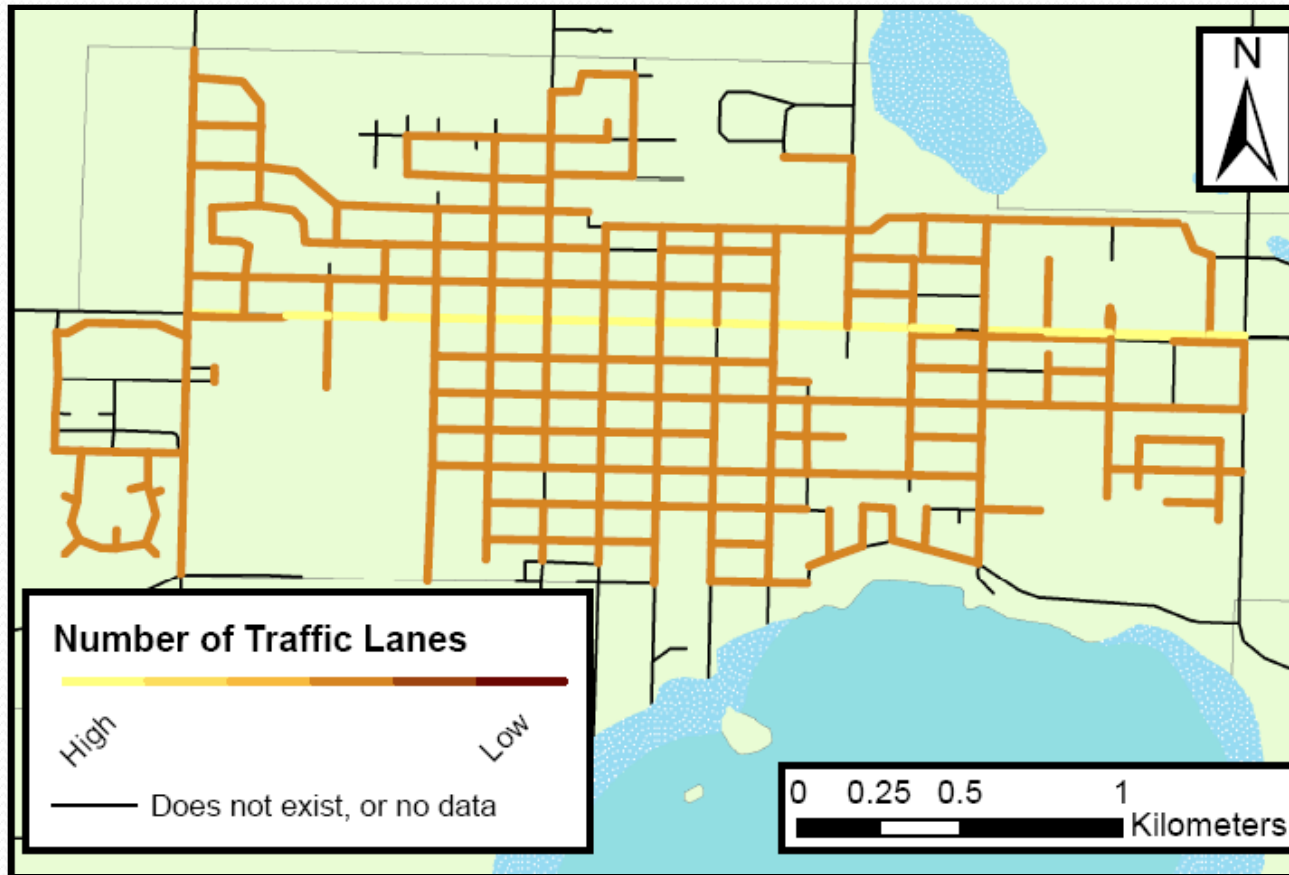 N
Number of Traffic Lanes
High
Low
Does not exist, or no data
0 0.25 0.5 1
Kilometers